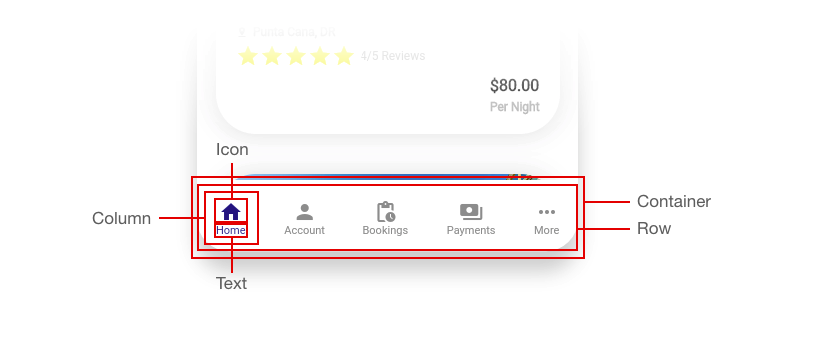 Punta Cana, DR
4/5 Reviews
$80.00
Per Night
Icon
Container
Column
Row
Home
Account
Bookings
Payments
More
Text